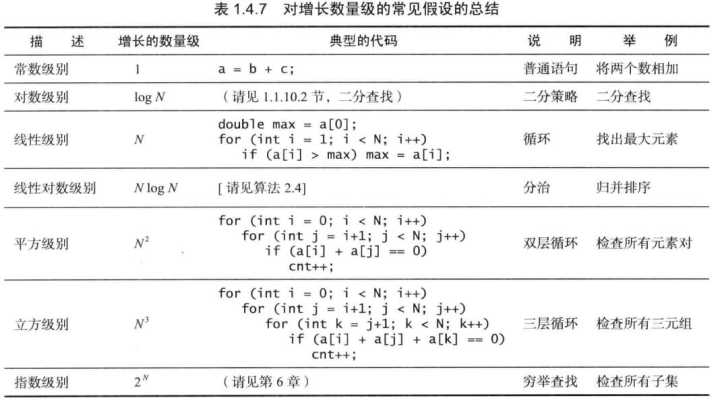 表 1.4.7 对增长数量级的常见假设的总结
描 述 增长的数量级 典型的代码 说 明 举 例
常数级别 1 a = b + c; 普通语句 将两个数相加
对数级别 log N （请见 1.1.10.2 节，二分查找） 二分策略 二分查找
线性级别 N double max = a[0];
for (int i = 1; i < N; i++)
if (a[i] > max) max = a[i]; 循环 找出最大元素
线性对数级别 N log N [ 请见算法 2.4] 分治 归并排序
平方级别 N² for (int i = 0; i < N; i++)
for (int j = i+1; j < N; j++)
if (a[i] + a[j] == 0)
cnt++; 双层循环 检查所有元素对
立方级别 N³ for (int i = 0; i < N; i++)
for (int j = i+1; j < N; j++)
for (int k = j+1; k < N; k++)
if (a[i] + a[j] + a[k] == 0)
cnt++; 三层循环 检查所有三元组
指数级别 2ᴺ （请见第 6 章） 穷举查找 检查所有子集